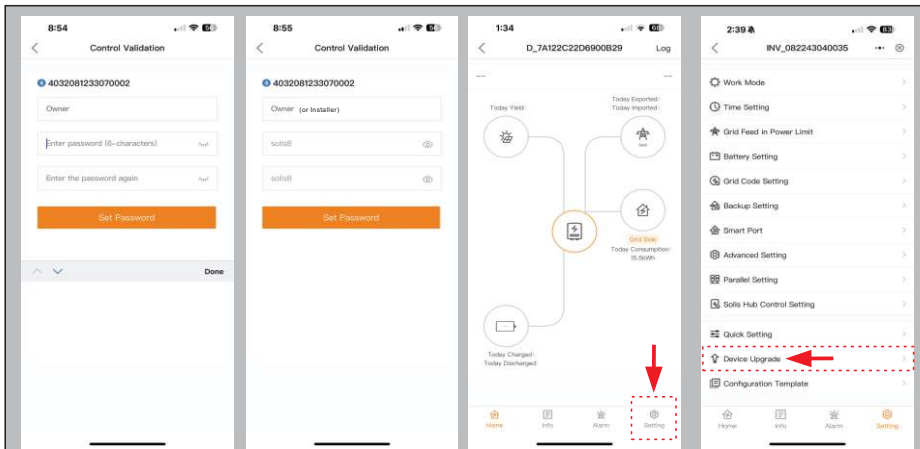 8:54
Control Validation
4032081233070002
Owner
Enter password (6-characters)
Enter the password again
Set Password
Done
8:55
Control Validation
4032081233070002
Owner (or Installer)
solis8
solis8
Set Password
1:34
D_7A122C22D6900B29
Log
--
--
Today Yield:
Today Exported:
Today Imported:
Grid Side
Today Consumption:
15.5kWh
Today Charged:
Today Discharged:
Home
Info
Alarm
Setting
2:39
INV_082243040035
Work Mode
Time Setting
Grid Feed in Power Limit
Battery Setting
Grid Code Setting
Backup Setting
Smart Port
Advanced Setting
Parallel Setting
Solis Hub Control Setting
Quick Setting
Device Upgrade
Configuration Template
Home
Info
Alarm
Setting